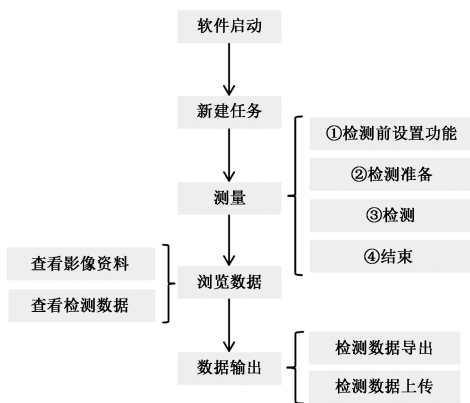 软件启动
新建任务
①检测前设置功能
②检测准备
测量
③检测
④结束
查看影像资料
浏览数据
查看检测数据
检测数据导出
数据输出
检测数据上传